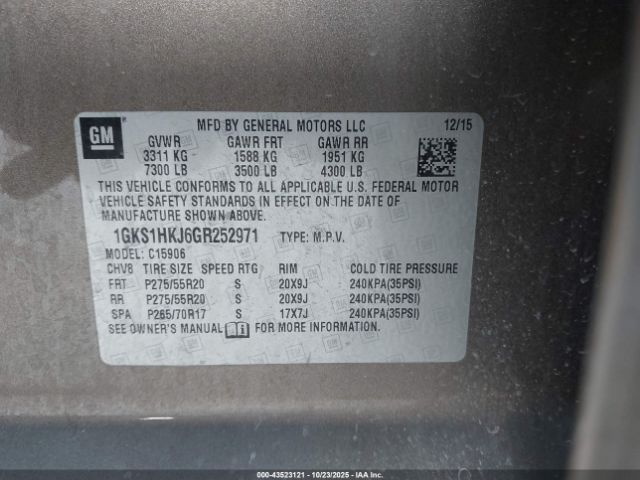 GM
MFD BY GENERAL MOTORS LLC 12/15
GVWR GAWR FRT GAWR RR
3311 KG 1588 KG 1951 KG
7300 LB 3500 LB 4300 LB
THIS VEHICLE CONFORMS TO ALL APPLICABLE U.S. FEDERAL MOTOR
VEHICLE SAFETY STANDARDS IN EFFECT ON THE DATE OF
MANUFACTURE SHOWN ABOVE.
1GKS1HKJ6GR252971 TYPE: M.P.V.
MODEL: C15906
CHV8 TIRE SIZE SPEED RTG RIM COLD TIRE PRESSURE
FRT P275/55R20 S 20X9J 240KPA(35PSI)
RR P275/55R20 S 20X9J 240KPA(35PSI)
SPA P265/70R17 S 17X7J 240KPA(35PSI)
SEE OWNER'S MANUAL FOR MORE INFORMATION.
00-43523121 - 10/23/2025 - Copyright © IAA, Inc.